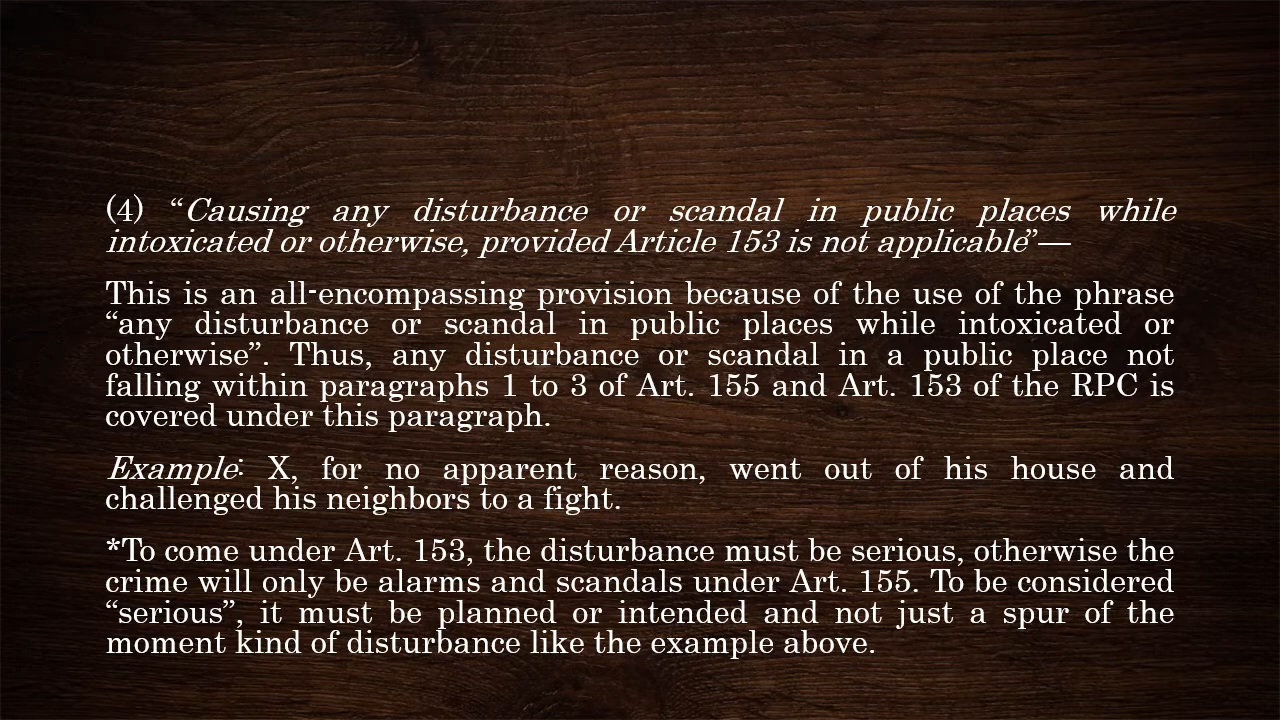 (4) “Causing any disturbance or scandal in public places while
intoxicated or otherwise, provided Article 153 is not applicable”—
This is an all-encompassing provision because of the use of the phrase
“any disturbance or scandal in public places while intoxicated or
otherwise”. Thus, any disturbance or scandal in a public place not
falling within paragraphs 1 to 3 of Art. 155 and Art. 153 of the RPC is
covered under this paragraph.
Example: X, for no apparent reason, went out of his house and
challenged his neighbors to a fight.
*To come under Art. 153, the disturbance must be serious, otherwise the
crime will only be alarms and scandals under Art. 155. To be considered
“serious”, it must be planned or intended and not just a spur of the
moment kind of disturbance like the example above.